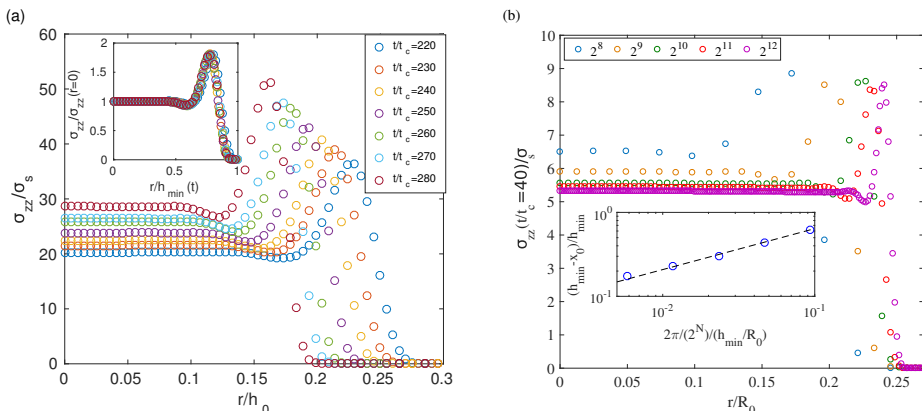 (a)
60
50
40
30
20
10
0
σzz/σs
0 0.05 0.1 0.15 0.2 0.25 0.3
r/h0
t/tc=220
t/tc=230
t/tc=240
t/tc=250
t/tc=260
t/tc=270
t/tc=280
2
1
0
σzz/σzz(r=0)
0 0.5 1
r/hmin(t)
(b)
10
9
8
7
6
5
4
3
2
1
0
σzz(t/tc=40)/σs
0 0.05 0.1 0.15 0.2 0.25
r/R0
2^8 2^9 2^10 2^11 2^12
10^0
10^-1
(hmin-x0)/hmin
10^-2 10^-1
2π/(2^N)/(hmin/R0)